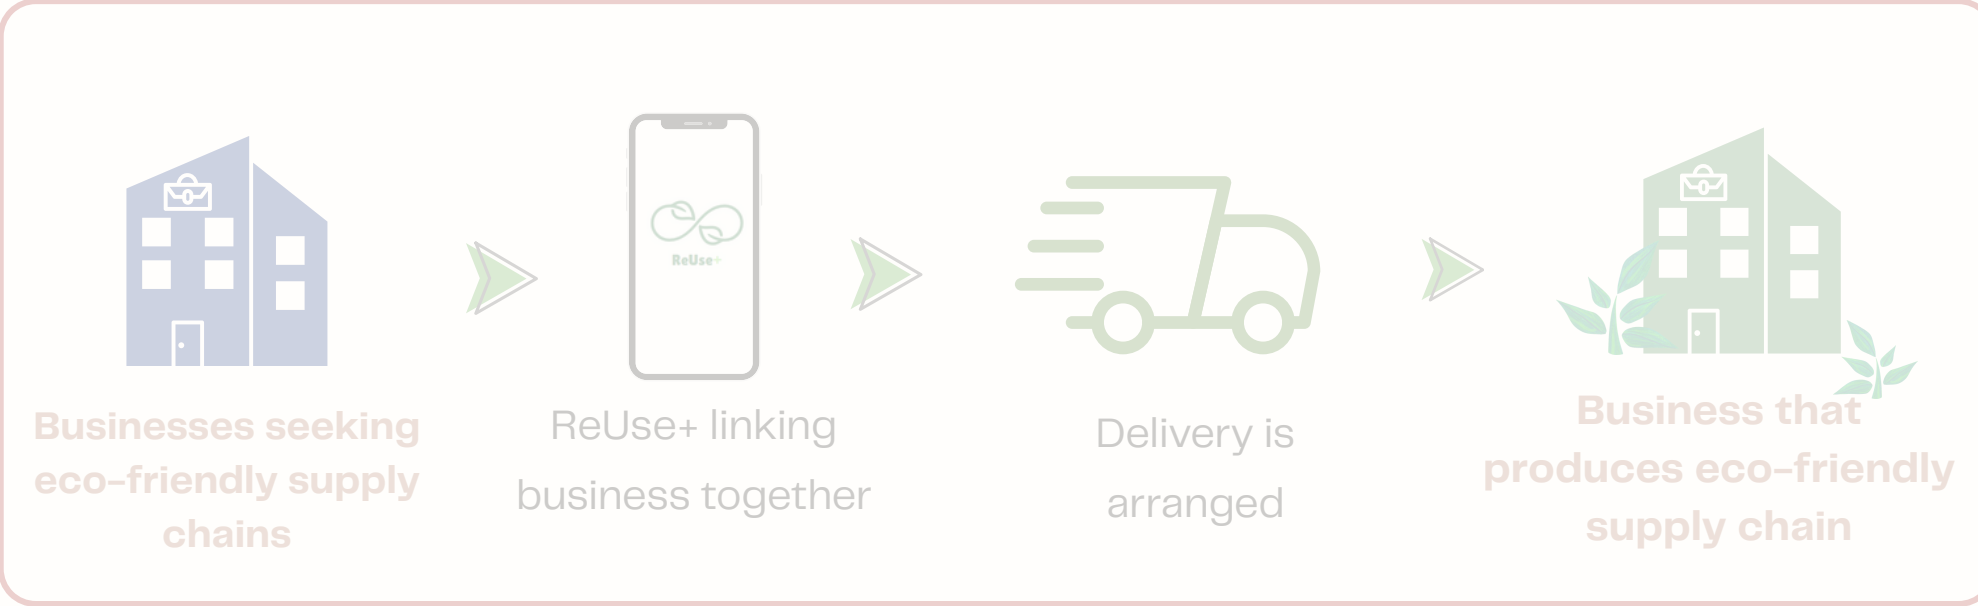 ReUse+
Businesses seeking
eco-friendly supply
chains
ReUse+ linking
business together
Delivery is
arranged
Business that
produces eco-friendly
supply chain